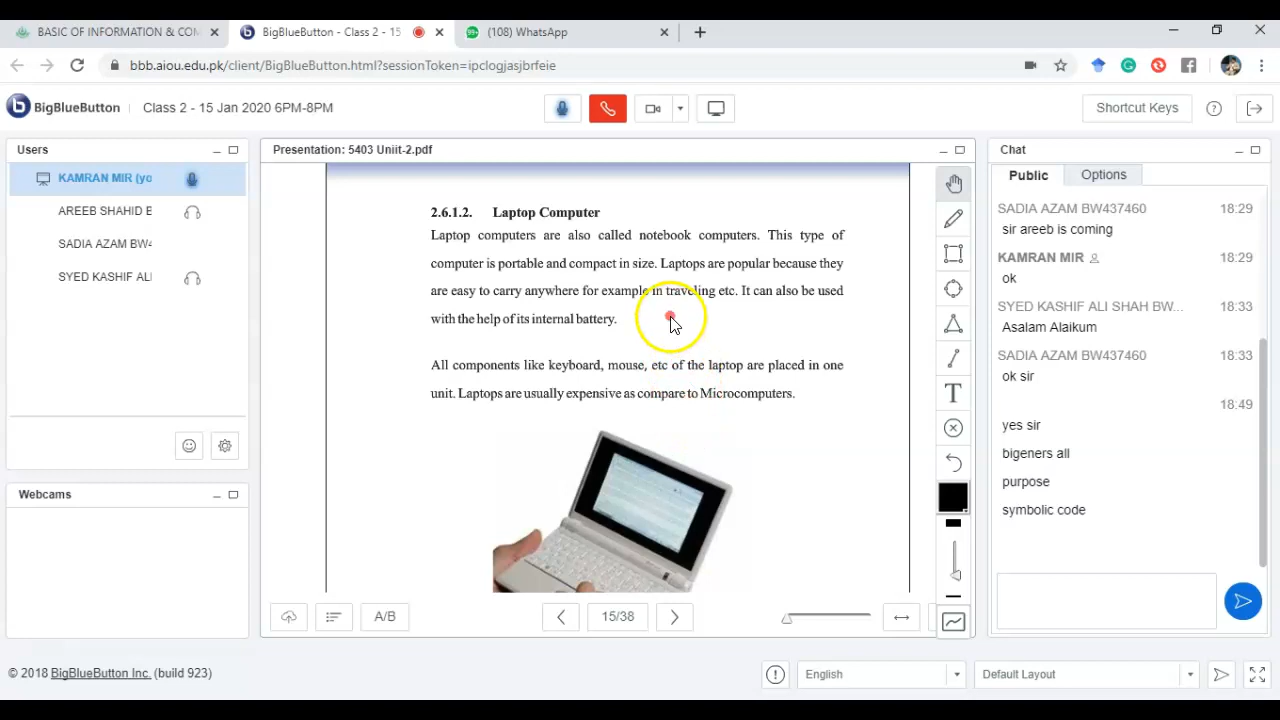 BASIC OF INFORMATION & COM
BigBlueButton - Class 2 - 15
99+
(108) WhatsApp
bbb.aiou.edu.pk/client/BigBlueButton.html?sessionToken=ipclogjasjbrfeie
BigBlueButton
Class 2 - 15 Jan 2020 6PM-8PM
Shortcut Keys
Users
KAMRAN MIR (yo
AREEB SHAHID B
SADIA AZAM BW4
SYED KASHIF ALI
Webcams
Presentation: 5403 Uniit-2.pdf
2.6.1.2. Laptop Computer
Laptop computers are also called notebook computers. This type of
computer is portable and compact in size. Laptops are popular because they
are easy to carry anywhere for example in traveling etc. It can also be used
with the help of its internal battery.
All components like keyboard, mouse, etc of the laptop are placed in one
unit. Laptops are usually expensive as compare to Microcomputers.
T
A/B
15/38
Chat
Public
Options
SADIA AZAM BW437460 18:29
sir areeb is coming
KAMRAN MIR 18:29
ok
SYED KASHIF ALI SHAH BW... 18:33
Asalam Alaikum
SADIA AZAM BW437460 18:33
ok sir
18:49
yes sir
bigeners all
purpose
symbolic code
© 2018 BigBlueButton Inc. (build 923)
English
Default Layout